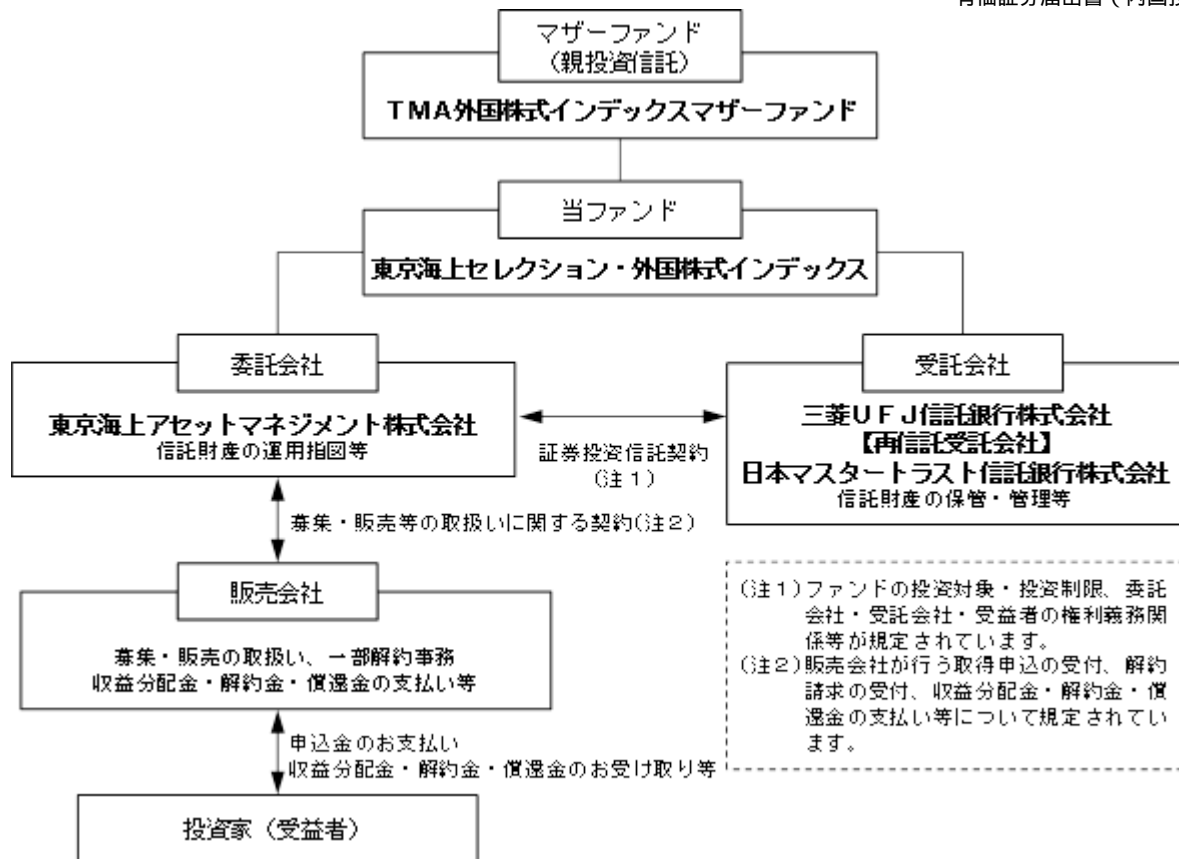 マザーファンド
(親投資信託)
TMA外国株式インデックスマザーファンド
当ファンド
東京海上セレクション・外国株式インデックス
委託会社
東京海上アセットマネジメント株式会社
信託財産の運用指図等
証券投資信託契約
(注1)
受託会社
三菱UFJ信託銀行株式会社
【再信託受託会社】
日本マスタートラスト信託銀行株式会社
信託財産の保管・管理等
募集・販売等の取扱いに関する契約(注2)
販売会社
募集・販売の取扱い、一部解約事務
収益分配金・解約金・償還金の支払い等
(注1)ファンドの投資対象・投資制限、委託
会社・受託会社・受益者の権利義務関
係等が規定されています。
(注2)販売会社が行う取得申込の受付、解約
請求の受付、収益分配金・解約金・償
還金の支払い等について規定されてい
ます。
申込金のお支払い
収益分配金・解約金・償還金のお受け取り等
投資家(受益者)